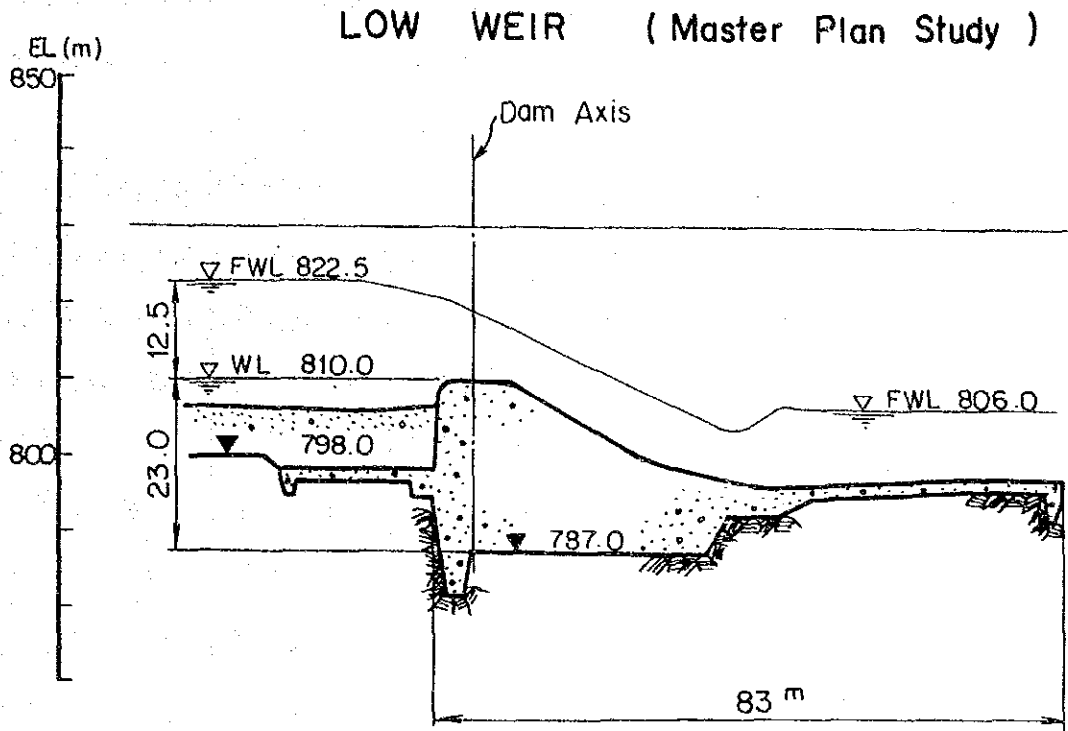 LOW WEIR ( Master Plan Study )
EL (m)
850
Dam Axis
FWL 822.5
12.5
WL 810.0
FWL 806.0
798.0
800
23.0
787.0
83 m